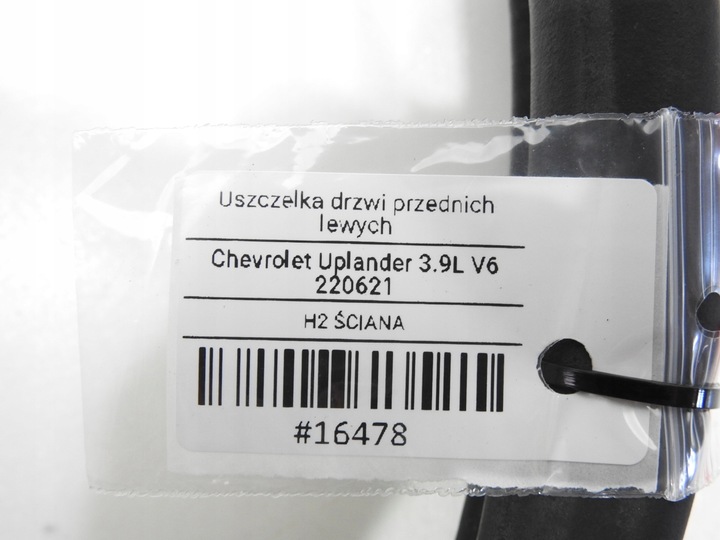 Uszczelka drzwi przednich
lewych
Chevrolet Uplander 3.9L V6
220621
H2 ŚCIANA
#16478